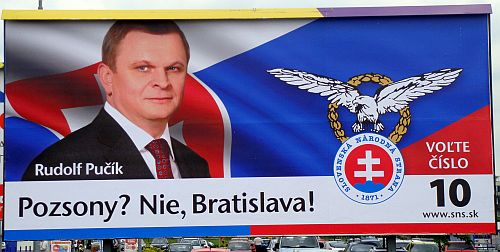 Rudolf Pučík
Pozsony? Nie, Bratislava!
SLOVENSKÁ NÁRODNÁ STRANA
1871
VOĽTE
ČÍSLO
10
www.sns.sk